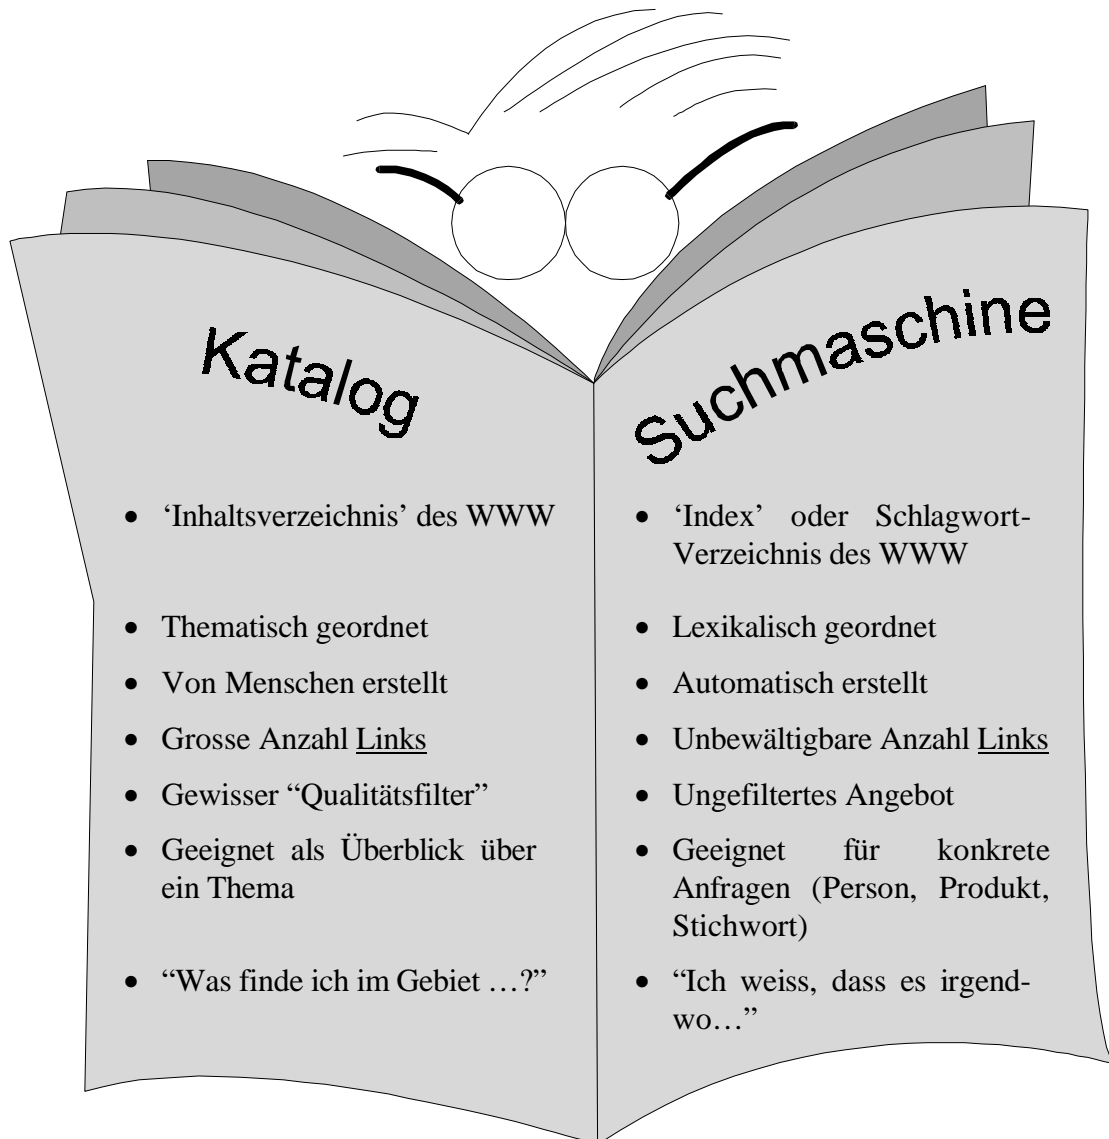 Katalog
• ‘Inhaltsverzeichnis’ des WWW
• Thematisch geordnet
• Von Menschen erstellt
• Grosse Anzahl Links
• Gewisser “Qualitätsfilter”
• Geeignet als Überblick über
ein Thema
• “Was finde ich im Gebiet …?”
Suchmaschine
• ‘Index’ oder Schlagwort-
Verzeichnis des WWW
• Lexikalisch geordnet
• Automatisch erstellt
• Unbewältigbare Anzahl Links
• Ungefiltertes Angebot
• Geeignet für konkrete
Anfragen (Person, Produkt,
Stichwort)
• “Ich weiss, dass es irgend-
wo…”